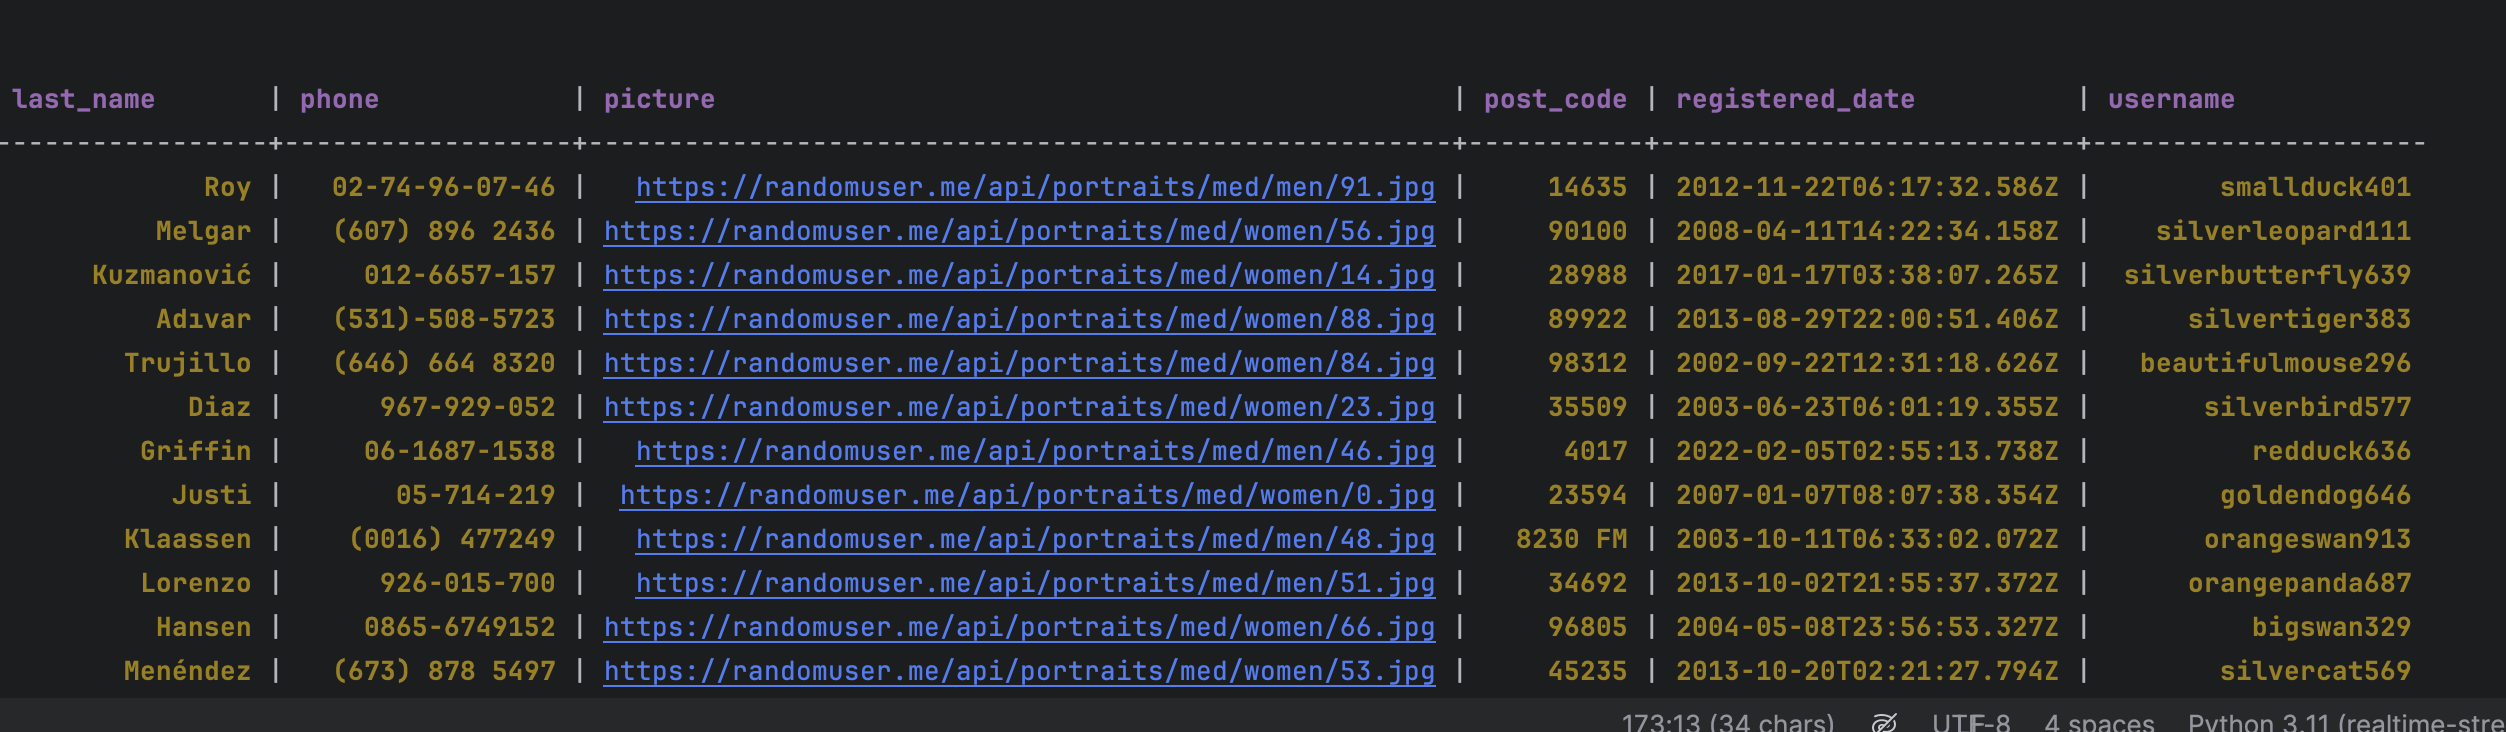 last_name | phone | picture | post_code | registered_date | username
-----------------+------------------+------------------------------------------------------+-----------+--------------------------+---------------------
Roy | 02-74-96-07-46 | https://randomuser.me/api/portraits/med/men/91.jpg | 14635 | 2012-11-22T06:17:32.586Z | smallduck401
Melgar | (607) 896 2436 | https://randomuser.me/api/portraits/med/women/56.jpg | 90100 | 2008-04-11T14:22:34.158Z | silverleopard111
Kuzmanović | 012-6657-157 | https://randomuser.me/api/portraits/med/women/14.jpg | 28988 | 2017-01-17T03:38:07.265Z | silverbutterfly639
Adıvar | (531)-508-5723 | https://randomuser.me/api/portraits/med/women/88.jpg | 89922 | 2013-08-29T22:00:51.406Z | silvertiger383
Trujillo | (646) 664 8320 | https://randomuser.me/api/portraits/med/women/84.jpg | 98312 | 2002-09-22T12:31:18.626Z | beautifulmouse296
Diaz | 967-929-052 | https://randomuser.me/api/portraits/med/women/23.jpg | 35509 | 2003-06-23T06:01:19.355Z | silverbird577
Griffin | 06-1687-1538 | https://randomuser.me/api/portraits/med/men/46.jpg | 4017 | 2022-02-05T02:55:13.738Z | redduck636
Justi | 05-714-219 | https://randomuser.me/api/portraits/med/women/0.jpg | 23594 | 2007-01-07T08:07:38.354Z | goldendog646
Klaassen | (0016) 477249 | https://randomuser.me/api/portraits/med/men/48.jpg | 8230 FM | 2003-10-11T06:33:02.072Z | orangeswan913
Lorenzo | 926-015-700 | https://randomuser.me/api/portraits/med/men/51.jpg | 34692 | 2013-10-02T21:55:37.372Z | orangepanda687
Hansen | 0865-6749152 | https://randomuser.me/api/portraits/med/women/66.jpg | 96805 | 2004-05-08T23:56:53.327Z | bigswan329
Menéndez | (673) 878 5497 | https://randomuser.me/api/portraits/med/women/53.jpg | 45235 | 2013-10-20T02:21:27.794Z | silvercat569
173:13 (34 chars) UTF-8 4 spaces Python 3.11 (realtime-stre